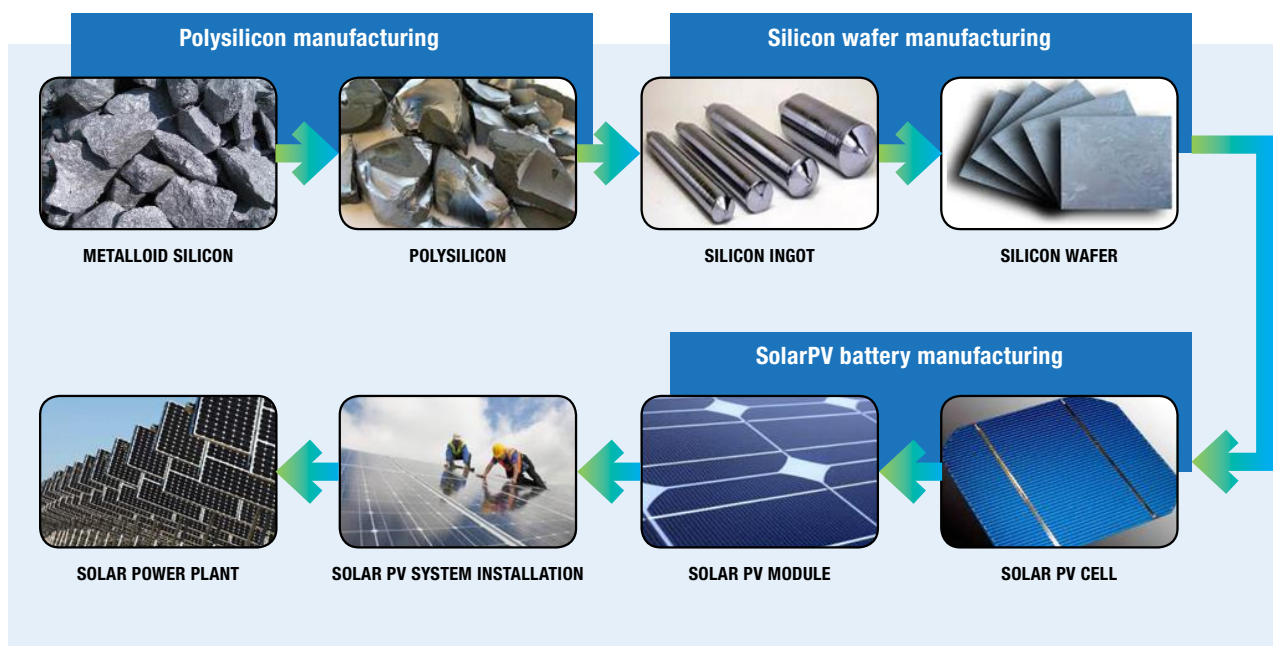 Polysilicon manufacturing
Silicon wafer manufacturing
METALLOID SILICON
POLYSILICON
SILICON INGOT
SILICON WAFER
SolarPV battery manufacturing
SOLAR POWER PLANT
SOLAR PV SYSTEM INSTALLATION
SOLAR PV MODULE
SOLAR PV CELL